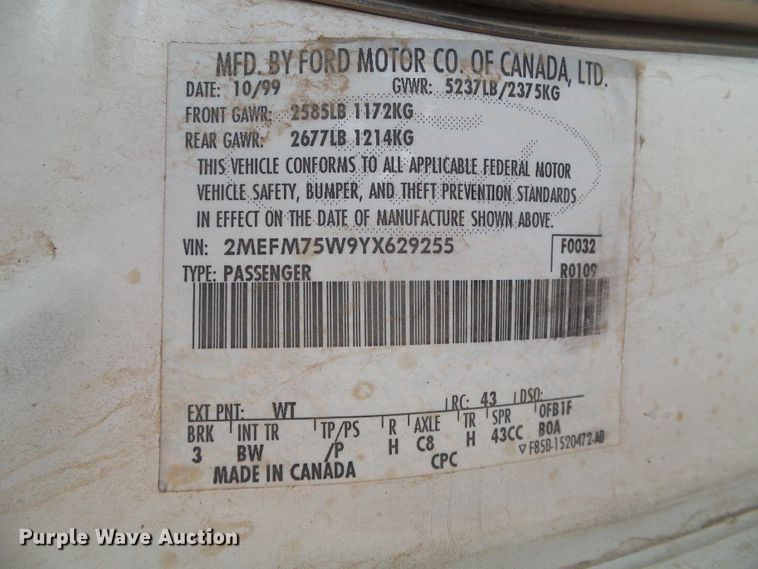 MFD. BY FORD MOTOR CO. OF CANADA, LTD.
DATE: 10/99 GVWR: 5237LB/2375KG
FRONT GAWR: 2585LB 1172KG
REAR GAWR: 2677LB 1214KG
THIS VEHICLE CONFORMS TO ALL APPLICABLE FEDERAL MOTOR
VEHICLE SAFETY, BUMPER, AND THEFT PREVENTION STANDARDS
IN EFFECT ON THE DATE OF MANUFACTURE SHOWN ABOVE.
VIN: 2MEFM75W9YX629255 F0032
TYPE: PASSENGER R0109
EXT PNT: WT RC: 43 DSO:
BRK INT TR TP/PS R AXLE TR SPR 0FB1F
3 BW /P H C8 H 43CC B0A
MADE IN CANADA CPC F85B-1520472-AB
Purple Wave Auction